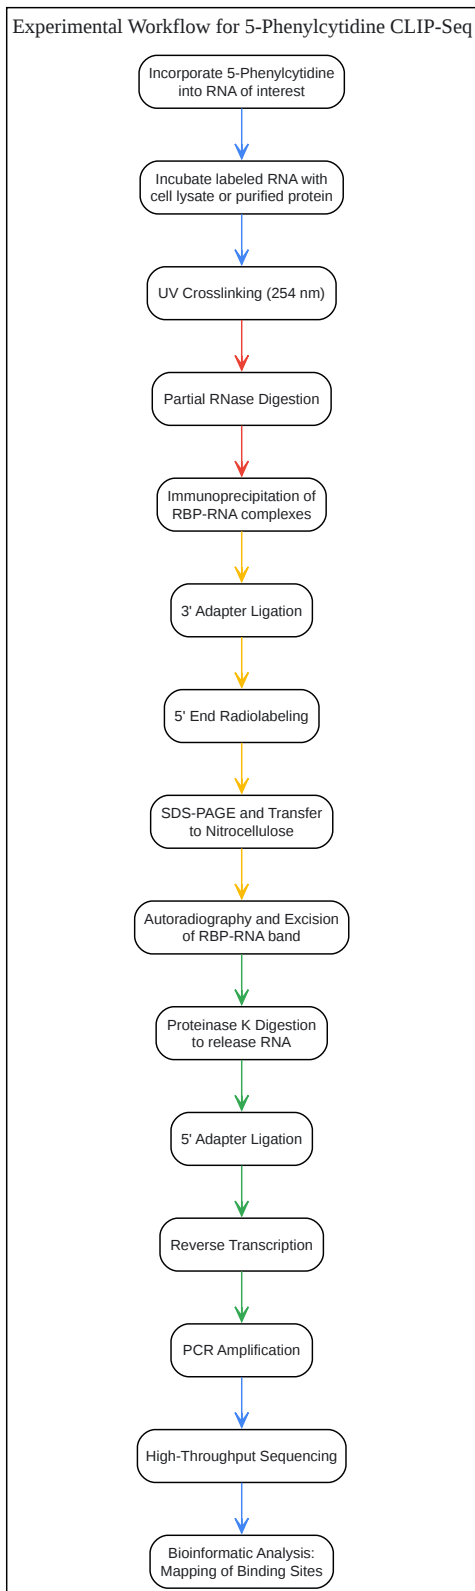 Experimental Workflow for 5-Phenylcytidine CLIP-Seq
Incorporate 5-Phenylcytidine
into RNA of interest
Incubate labeled RNA with
cell lysate or purified protein
UV Crosslinking (254 nm)
Partial RNase Digestion
Immunoprecipitation of
RBP-RNA complexes
3' Adapter Ligation
5' End Radiolabeling
SDS-PAGE and Transfer
to Nitrocellulose
Autoradiography and Excision
of RBP-RNA band
Proteinase K Digestion
to release RNA
5' Adapter Ligation
Reverse Transcription
PCR Amplification
High-Throughput Sequencing
Bioinformatic Analysis:
Mapping of Binding Sites